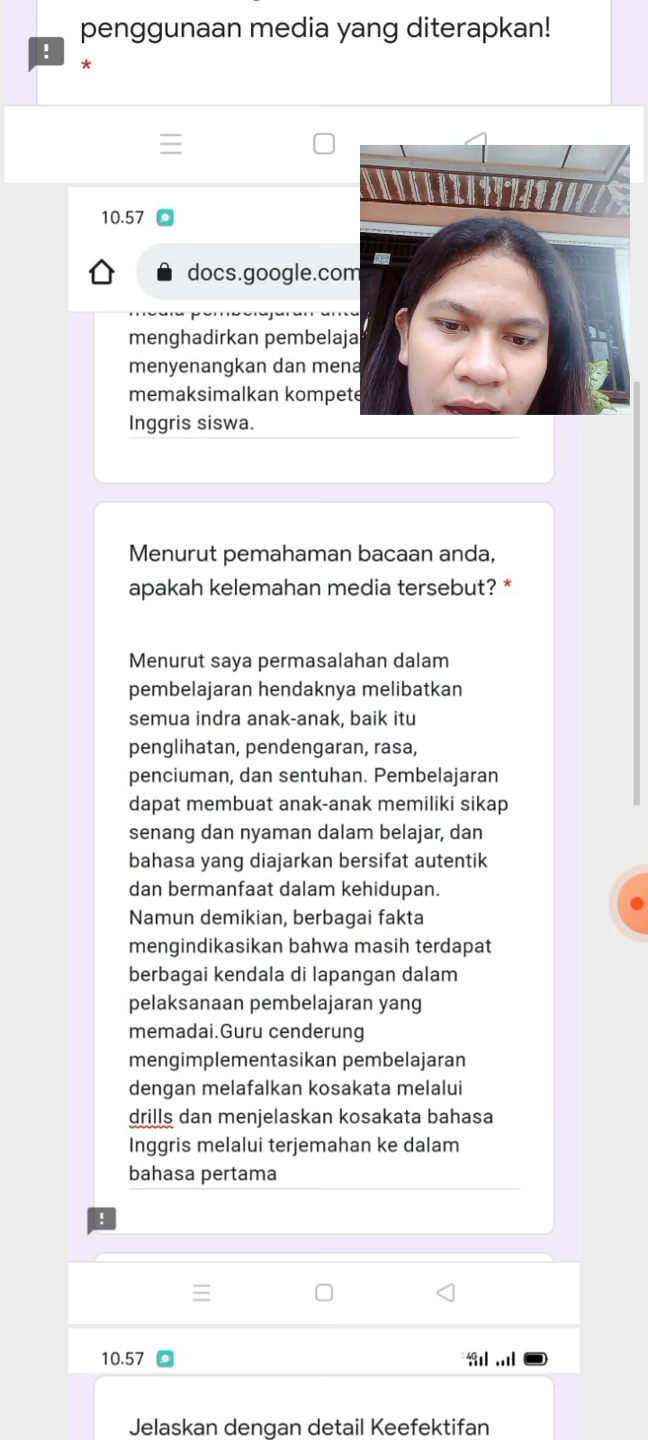 penggunaan media yang diterapkan!
*
10.57
docs.google.com
menghadirkan pembelaja
menyenangkan dan mena
memaksimalkan kompete
Inggris siswa.
Menurut pemahaman bacaan anda,
apakah kelemahan media tersebut? *
Menurut saya permasalahan dalam
pembelajaran hendaknya melibatkan
semua indra anak-anak, baik itu
penglihatan, pendengaran, rasa,
penciuman, dan sentuhan. Pembelajaran
dapat membuat anak-anak memiliki sikap
senang dan nyaman dalam belajar, dan
bahasa yang diajarkan bersifat autentik
dan bermanfaat dalam kehidupan.
Namun demikian, berbagai fakta
mengindikasikan bahwa masih terdapat
berbagai kendala di lapangan dalam
pelaksanaan pembelajaran yang
memadai.Guru cenderung
mengimplementasikan pembelajaran
dengan melafalkan kosakata melalui
drills dan menjelaskan kosakata bahasa
Inggris melalui terjemahan ke dalam
bahasa pertama
10.57 4G
Jelaskan dengan detail Keefektifan